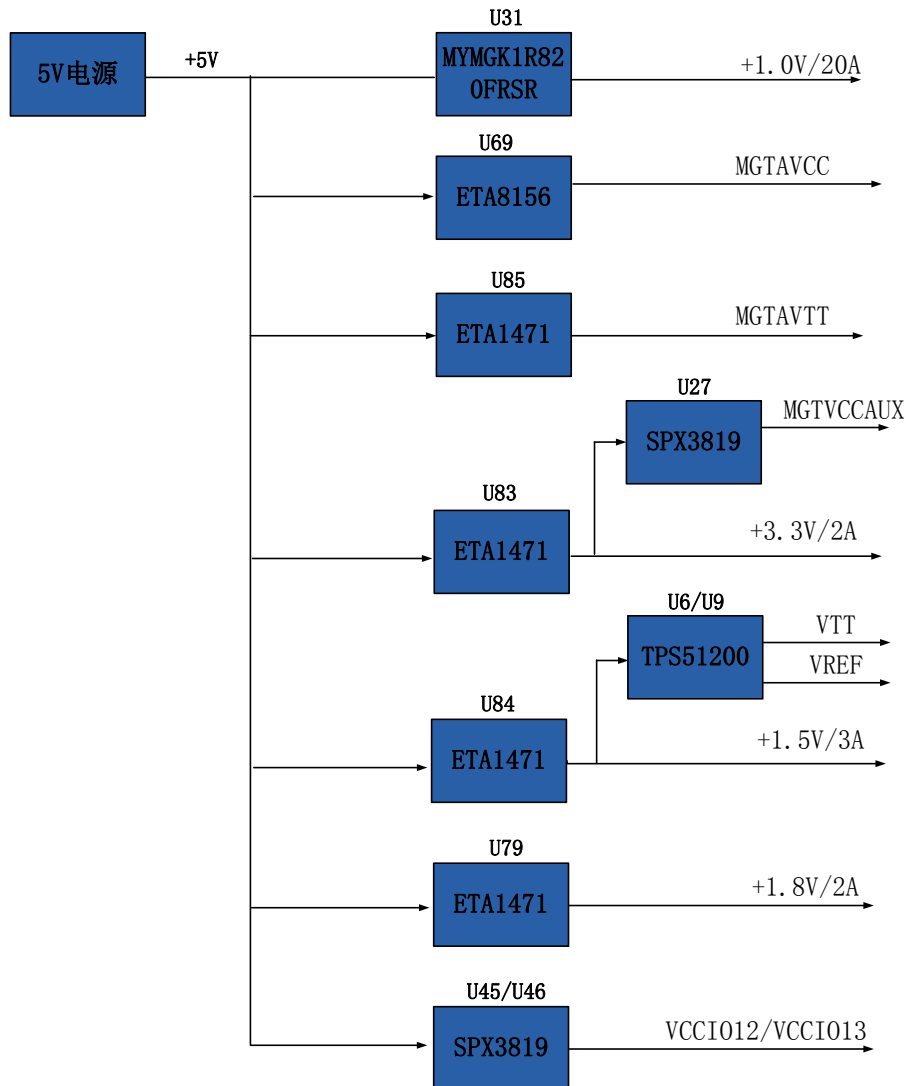 U31
5V电源
+5V
MYMGK1R82
0FRSR
+1.0V/20A
U69
ETA8156
MGTAVCC
U85
ETA1471
MGTAVTT
U27
SPX3819
MGTVCCAUX
U83
ETA1471
+3.3V/2A
U6/U9
TPS51200
VTT
VREF
U84
ETA1471
+1.5V/3A
U79
ETA1471
+1.8V/2A
U45/U46
SPX3819
VCCIO12/VCCIO13